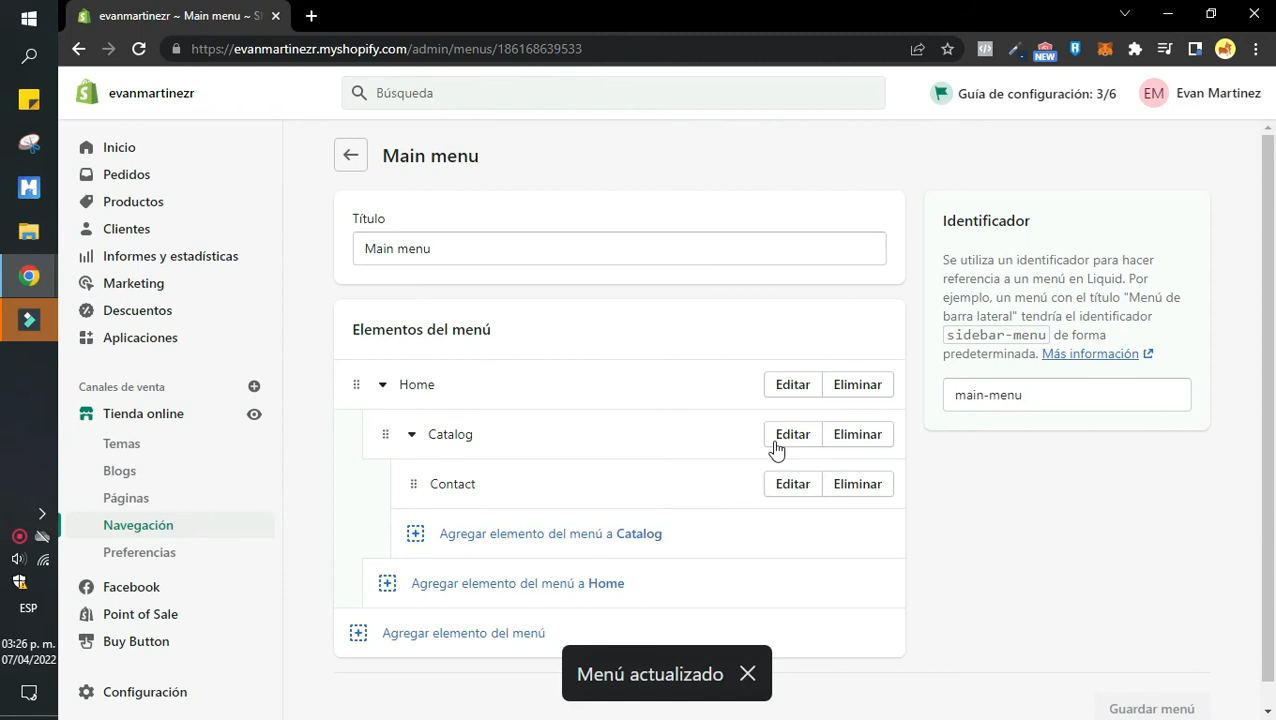 evanmartinezr ~ Main menu ~ S
https://evanmartinezr.myshopify.com/admin/menus/186168639533
NEW
evanmartinezr
Búsqueda
Guía de configuración: 3/6
EM
Evan Martinez
Inicio
Pedidos
Productos
Clientes
Informes y estadísticas
Marketing
Descuentos
Aplicaciones
Canales de venta
Tienda online
Temas
Blogs
Páginas
Navegación
Preferencias
Facebook
Point of Sale
Buy Button
Configuración
ESP
03:26 p. m.
07/04/2022
Main menu
Título
Main menu
Elementos del menú
Home
Editar
Eliminar
Catalog
Editar
Eliminar
Contact
Editar
Eliminar
Agregar elemento del menú a Catalog
Agregar elemento del menú a Home
Agregar elemento del menú
Menú actualizado
Identificador
Se utiliza un identificador para hacer
referencia a un menú en Liquid. Por
ejemplo, un menú con el título "Menú de
barra lateral" tendría el identificador
sidebar-menu de forma
predeterminada. Más información
main-menu
Guardar menú